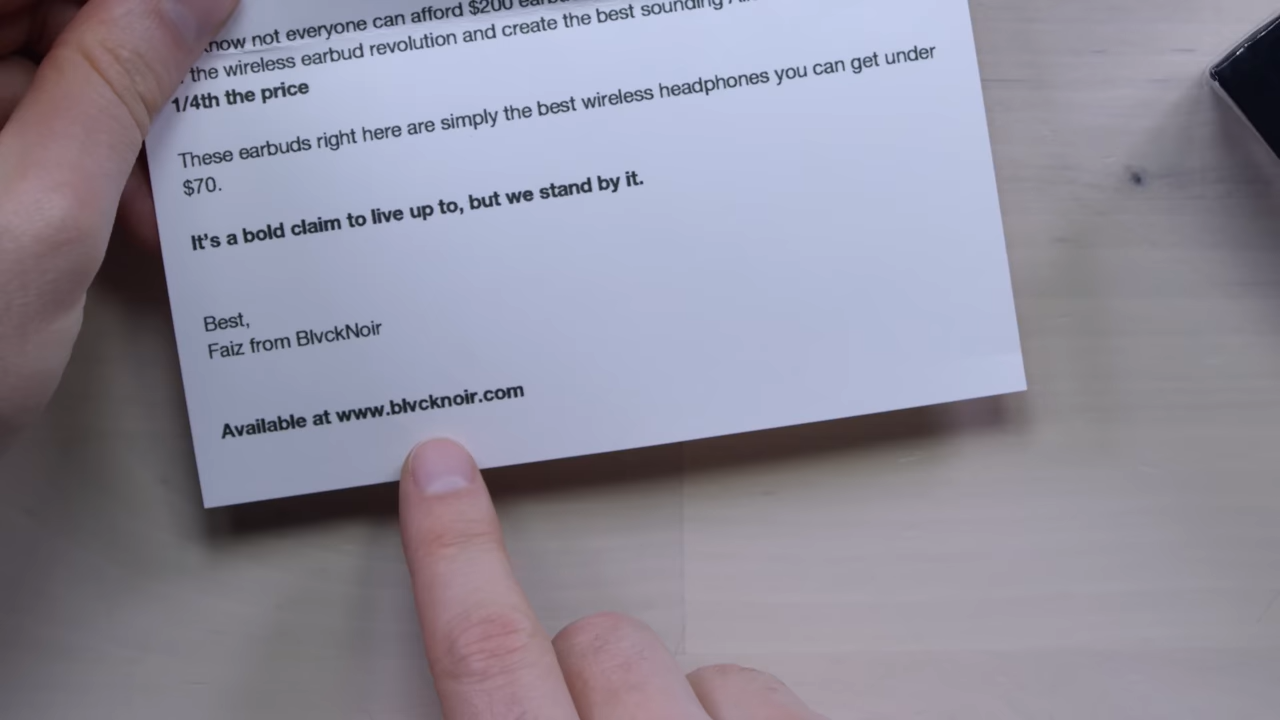 know not everyone can afford $200
the wireless earbud revolution and create the best sounding
1/4th the price
These earbuds right here are simply the best wireless headphones you can get under
$70.
It's a bold claim to live up to, but we stand by it.
Best,
Faiz from BlvckNoir
Available at www.blvcknoir.com